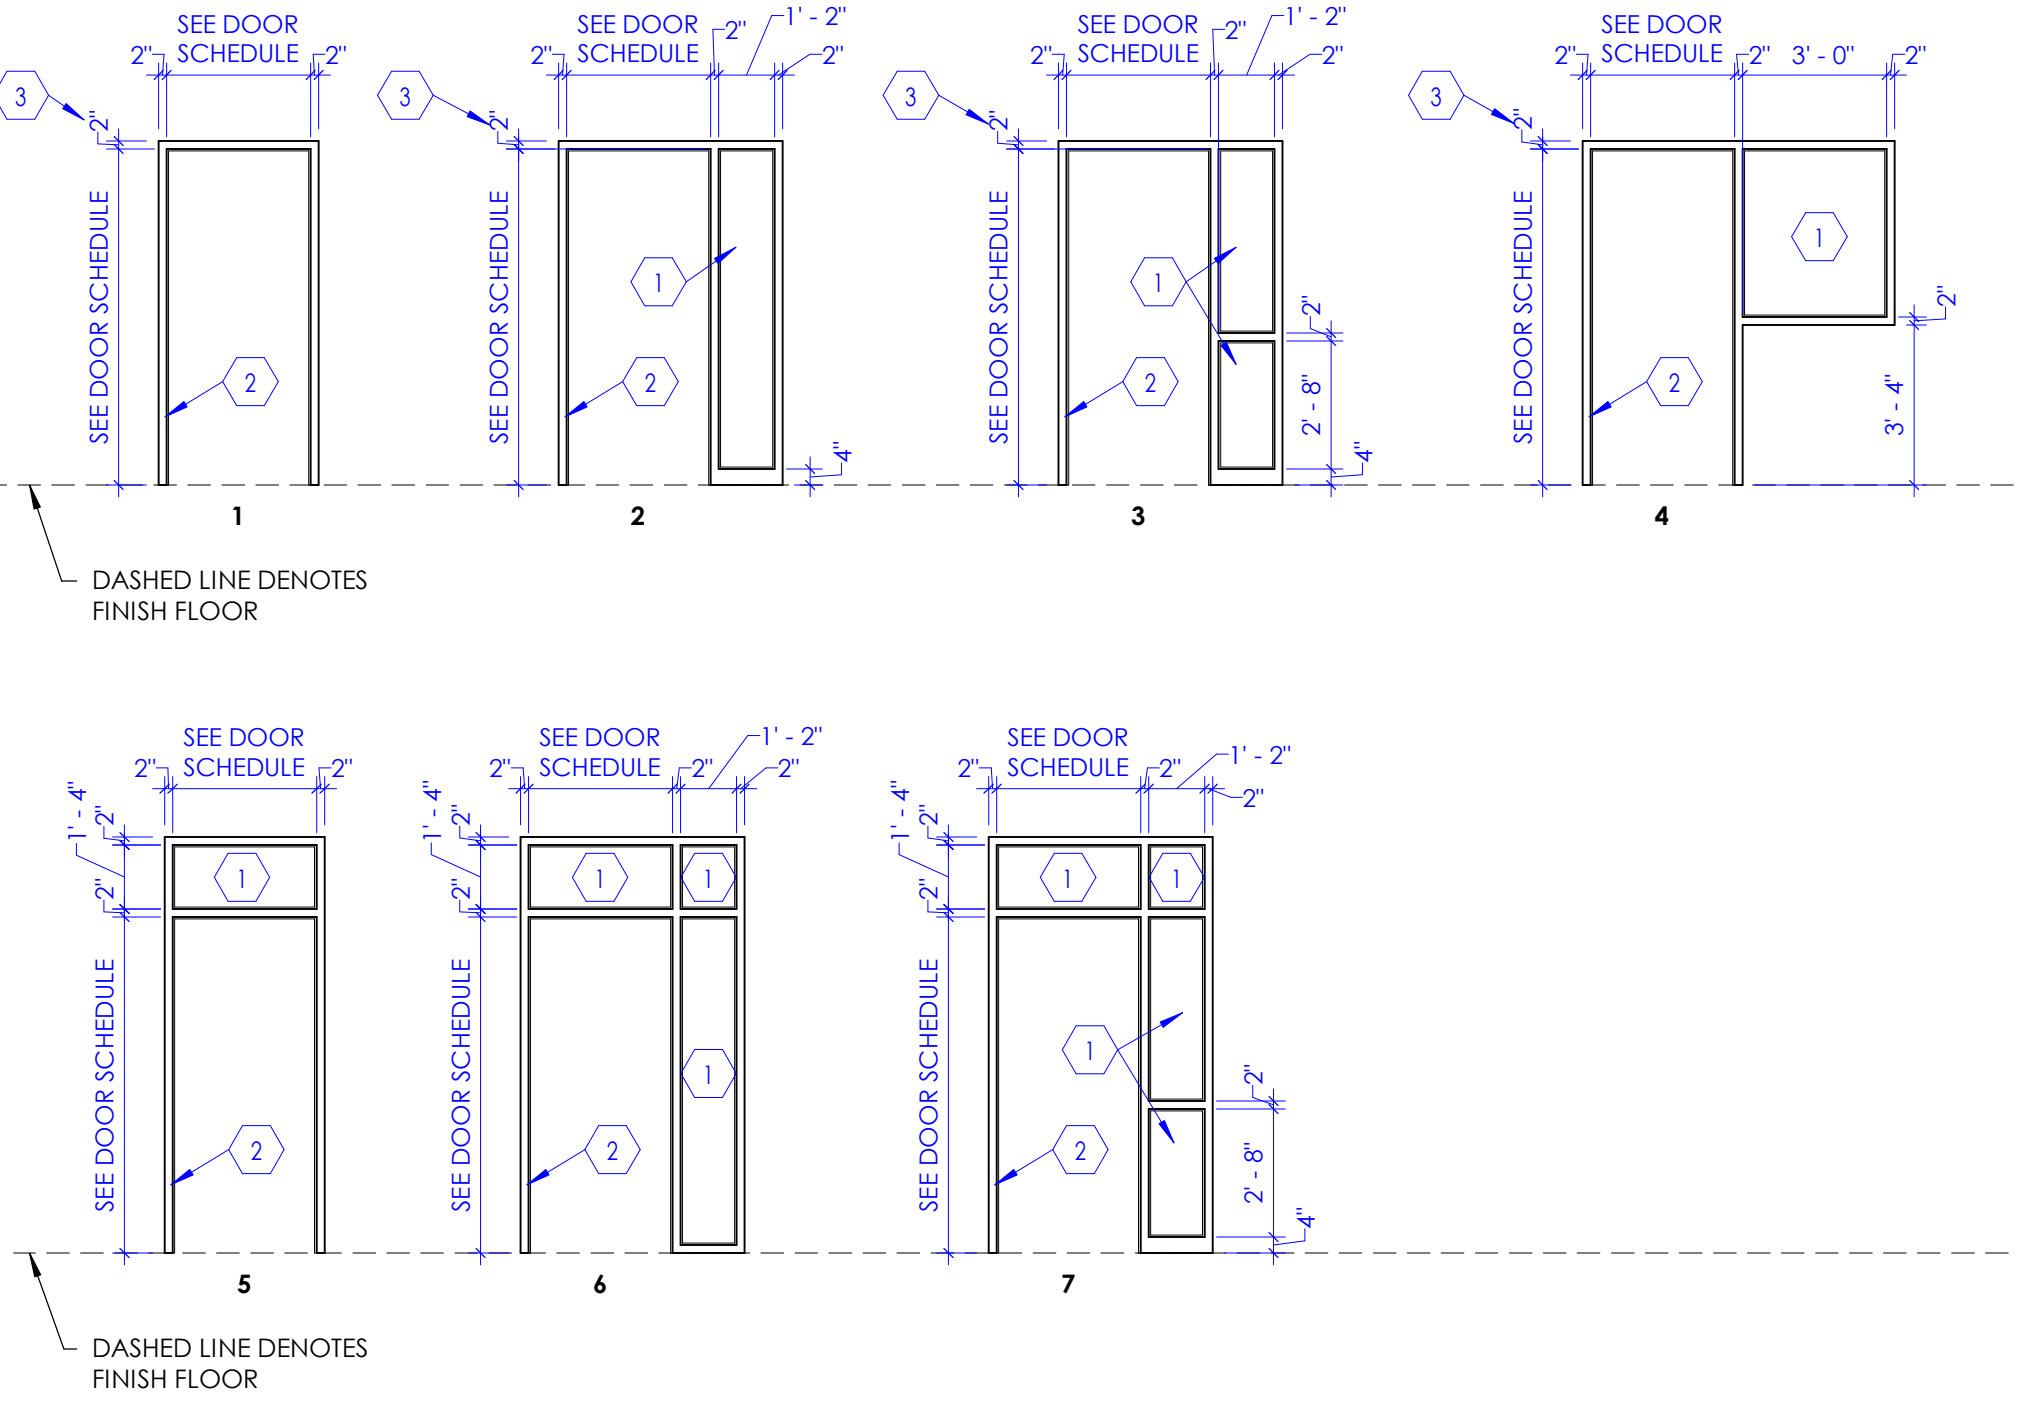 SEE DOOR
SCHEDULE
2"
2"
3
2"
SEE DOOR SCHEDULE
2
1
SEE DOOR
SCHEDULE
2"
2"
1' - 2"
2"
3
2"
SEE DOOR SCHEDULE
1
2
4"
2
SEE DOOR
SCHEDULE
2"
2"
1' - 2"
2"
3
2"
SEE DOOR SCHEDULE
1
2
2"
2' - 8"
4"
3
SEE DOOR
SCHEDULE
2"
2"
3' - 0"
2"
3
2"
SEE DOOR SCHEDULE
1
2
2"
3' - 4"
4
DASHED LINE DENOTES
FINISH FLOOR
SEE DOOR
SCHEDULE
2"
2"
1' - 4"
2"
2"
SEE DOOR SCHEDULE
1
2
5
SEE DOOR
SCHEDULE
2"
2"
1' - 2"
2"
1' - 4"
2"
2"
SEE DOOR SCHEDULE
1
1
1
2
6
SEE DOOR
SCHEDULE
2"
2"
1' - 2"
2"
1' - 4"
2"
2"
SEE DOOR SCHEDULE
1
1
1
2
2"
2' - 8"
4"
7
DASHED LINE DENOTES
FINISH FLOOR